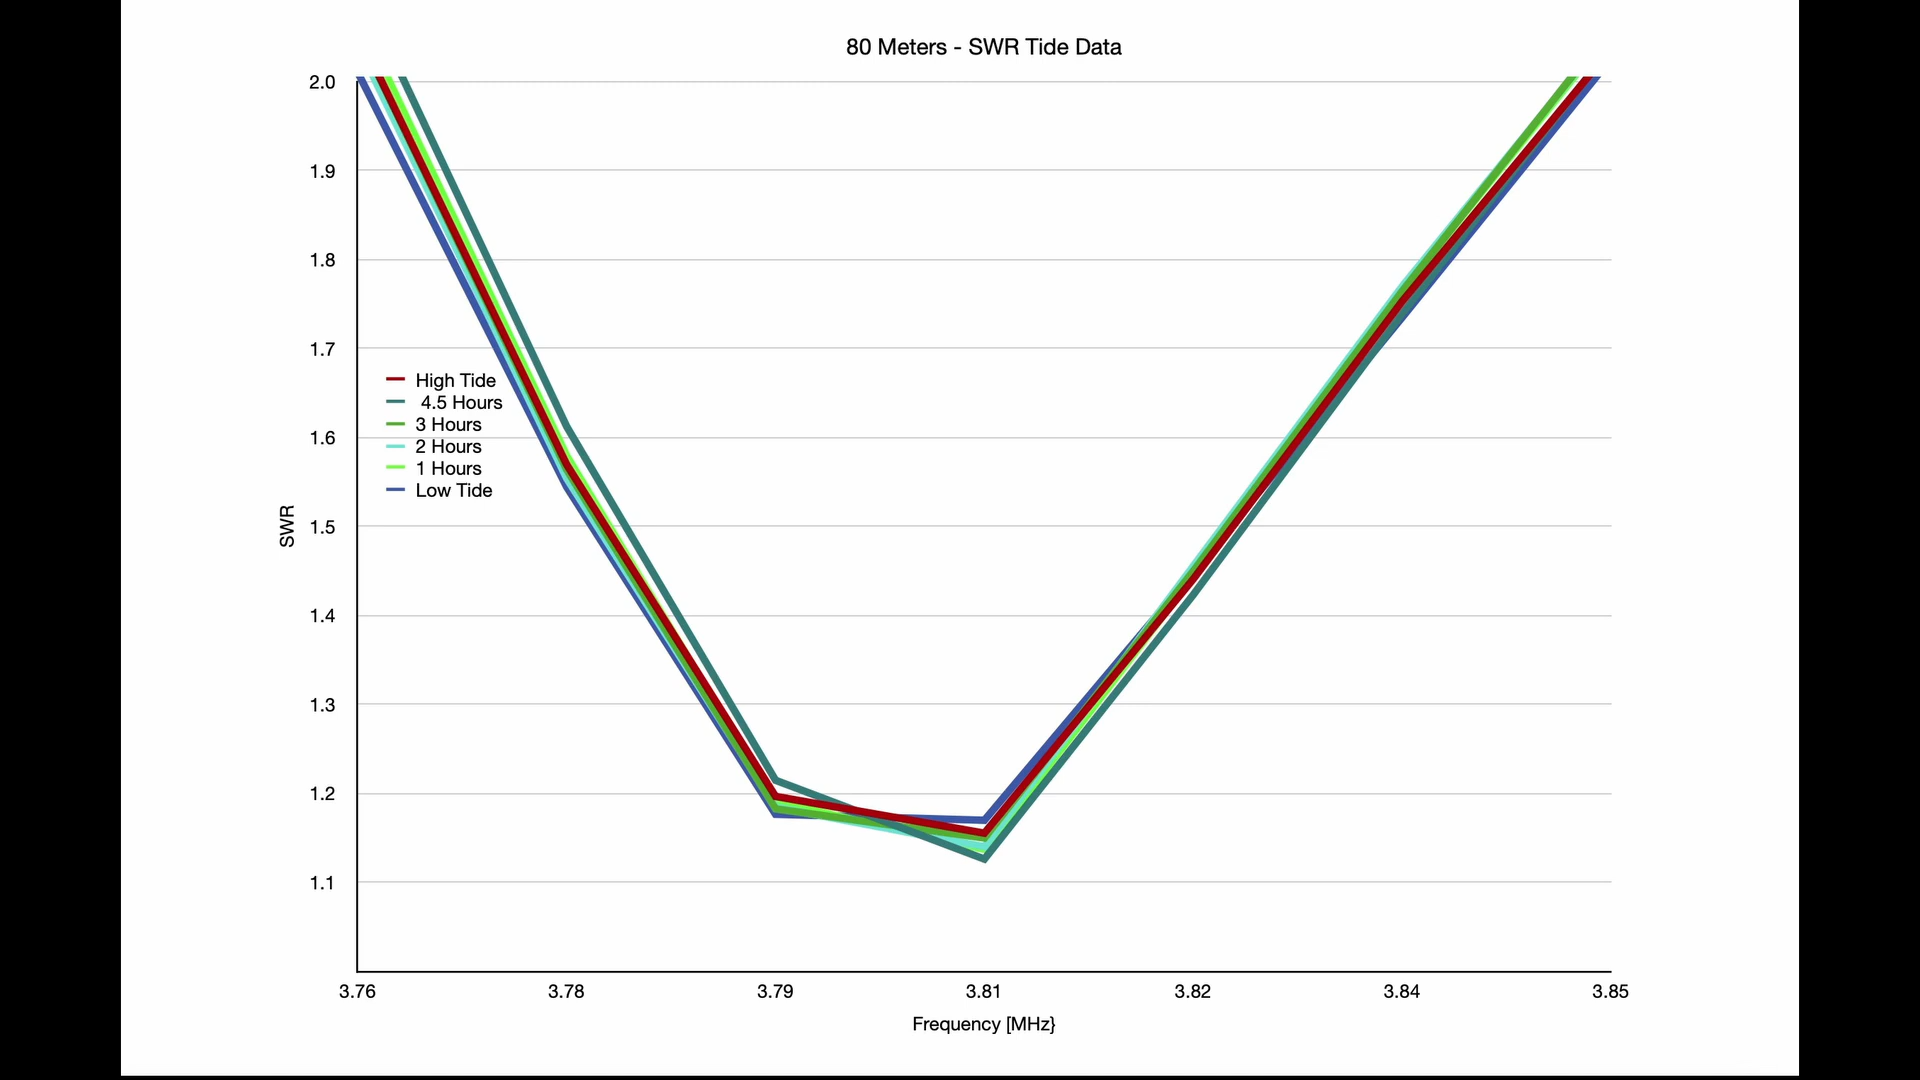 80 Meters - SWR Tide Data
2.0
1.9
1.8
1.7
1.6
1.5
1.4
1.3
1.2
1.1
SWR
High Tide
4.5 Hours
3 Hours
2 Hours
1 Hours
Low Tide
3.76 3.78 3.79 3.81 3.82 3.84 3.85
Frequency [MHz}